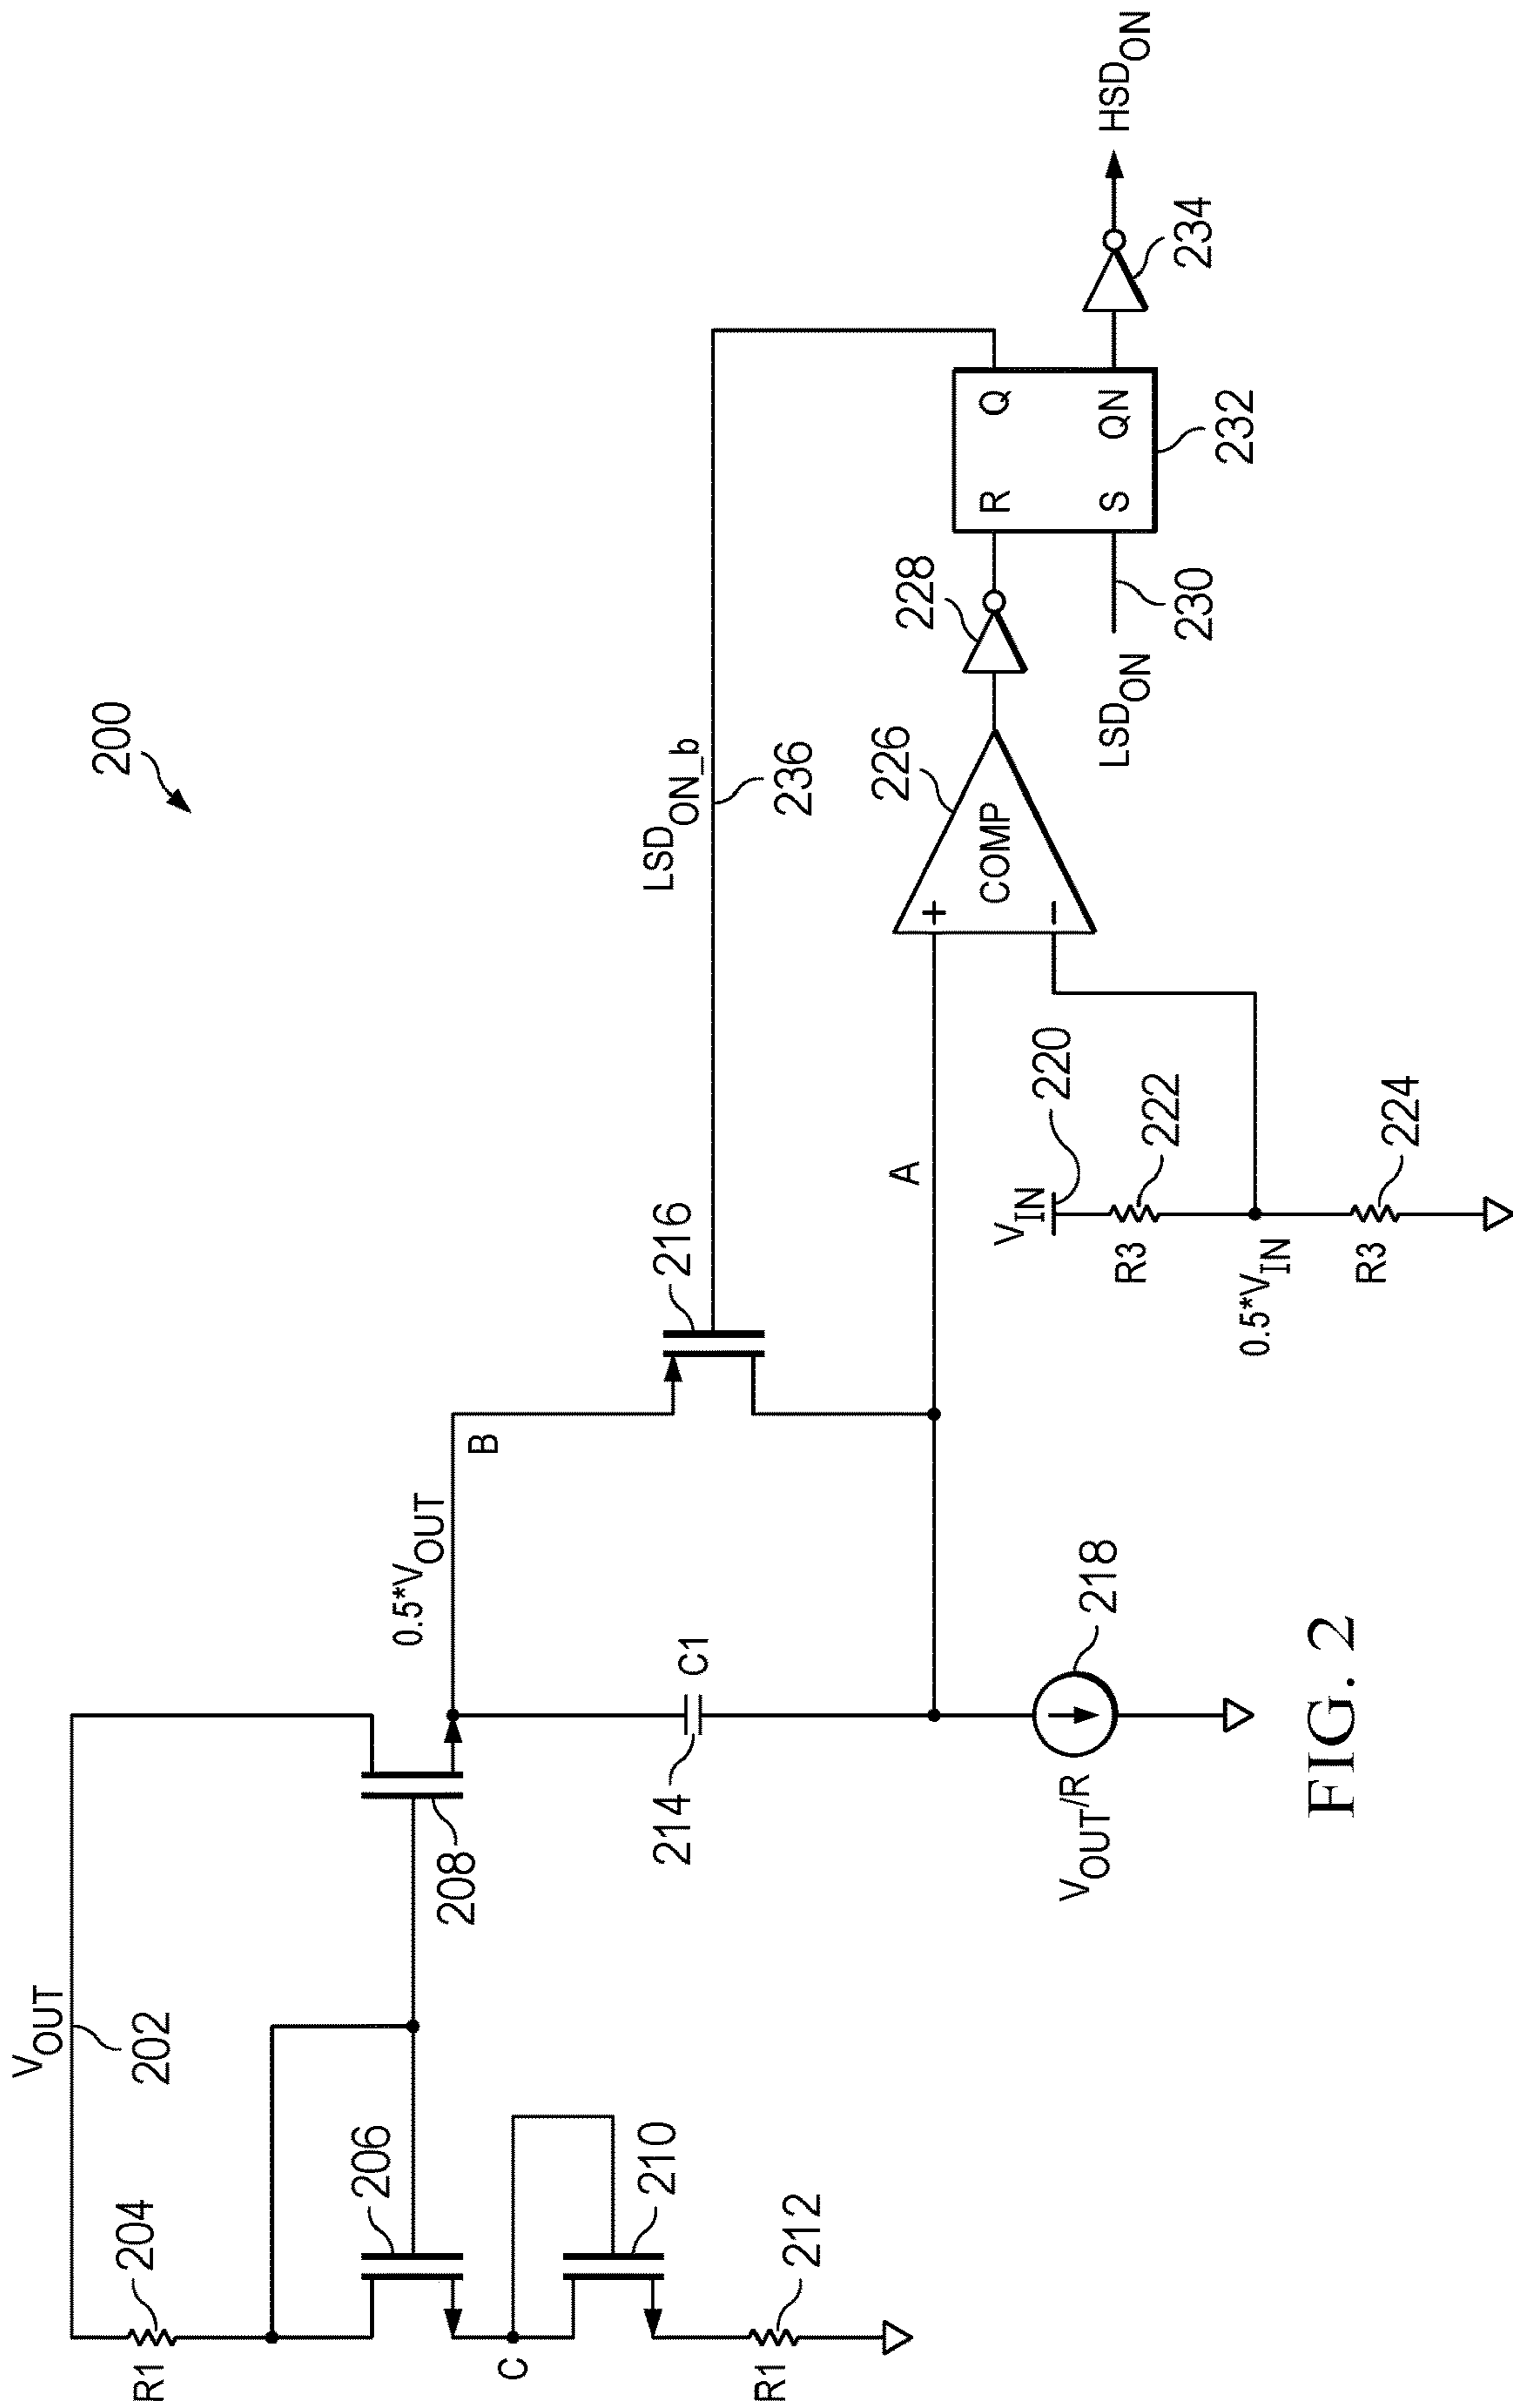 200
V_OUT
202
204
R1
206
208
C
210
212
R1
0.5*V_OUT
B
214
C1
216
LSD_ON_b
236
A
V_OUT/R
218
V_IN
220
R3
222
0.5*V_IN
R3
224
+
COMP
−
226
228
LSD_ON
230
R
Q
S
QN
232
234
HSD_ON
FIG. 2